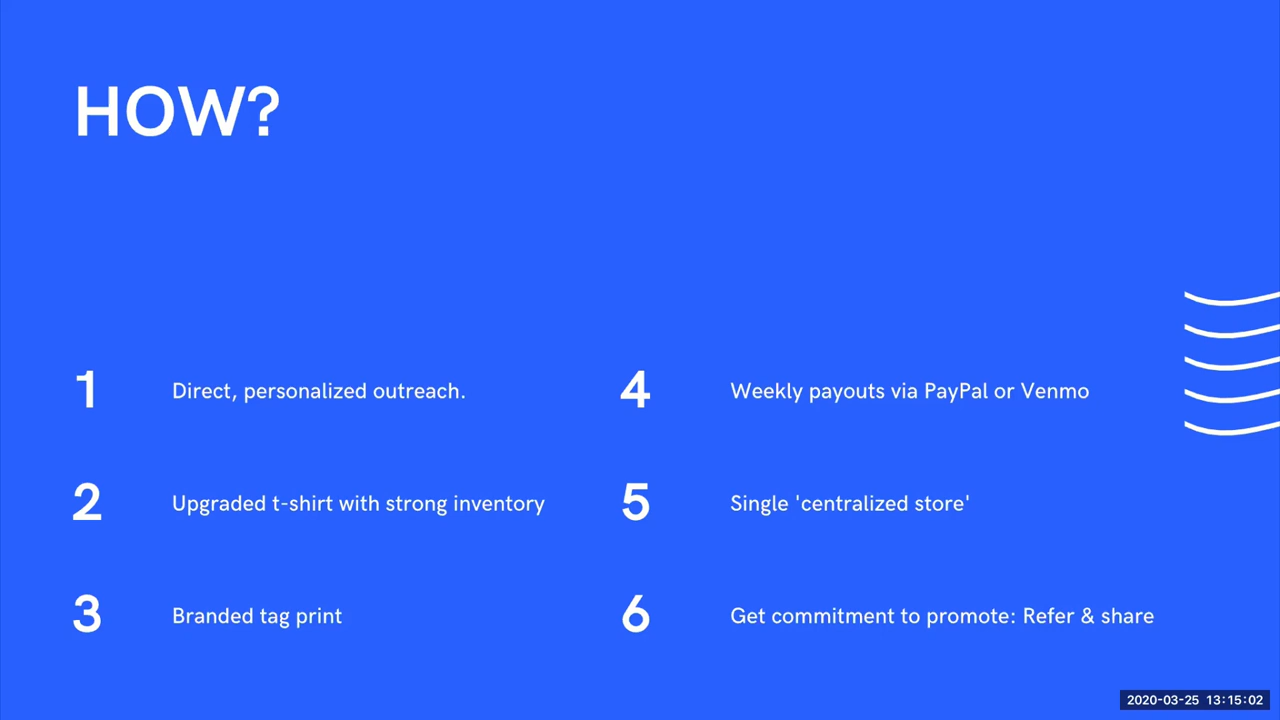 HOW?
1 Direct, personalized outreach.
2 Upgraded t-shirt with strong inventory
3 Branded tag print
4 Weekly payouts via PayPal or Venmo
5 Single 'centralized store'
6 Get commitment to promote: Refer & share
2020-03-25 13:15:02